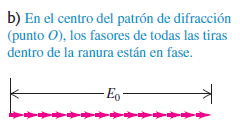 b) En el centro del patrón de difracción
(punto O), los fasores de todas las tiras
dentro de la ranura están en fase.
E₀